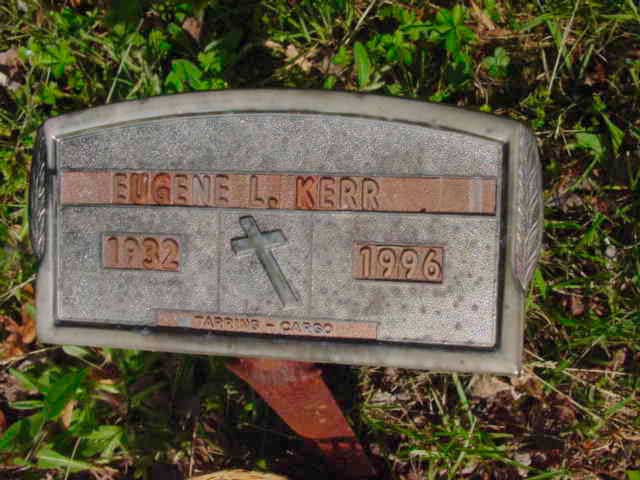 EUGENE L. KERR
1932
1996
TARRING - CARGO